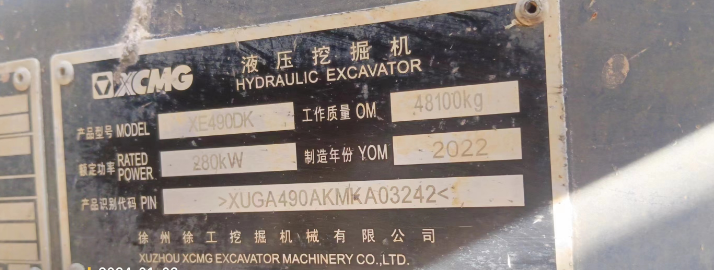 XCMG 液压挖掘机
HYDRAULIC EXCAVATOR
产品型号 MODEL XE490DK 工作质量 OM 48100kg
额定功率 RATED POWER 280kW 制造年份 YOM 2022
产品识别代码 PIN >XUGA490AKMKA03242<
徐州徐工挖掘机械有限公司
XUZHOU XCMG EXCAVATOR MACHINERY CO.,LTD.